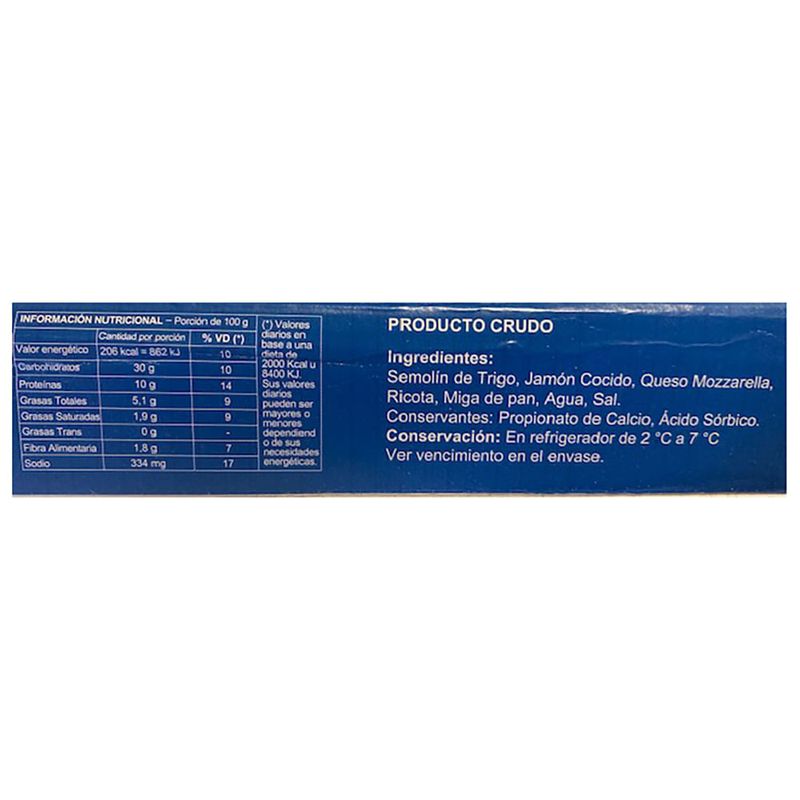 INFORMACIÓN NUTRICIONAL – Porción de 100 g
Cantidad por porción % VD (*)
Valor energético 206 kcal = 862 kJ 10
Carbohidratos 30 g 10
Proteínas 10 g 14
Grasas Totales 5,1 g 9
Grasas Saturadas 1,9 g 9
Grasas Trans 0 g -
Fibra Alimentaria 1,8 g 7
Sodio 334 mg 17
(*) Valores
diarios en
base a una
dieta de
2000 Kcal u
8400 KJ.
Sus valores
diarios
pueden ser
mayores o
menores
dependiend
o de sus
necesidades
energéticas.
PRODUCTO CRUDO
Ingredientes:
Semolín de Trigo, Jamón Cocido, Queso Mozzarella,
Ricota, Miga de pan, Agua, Sal.
Conservantes: Propionato de Calcio, Ácido Sórbico.
Conservación: En refrigerador de 2 °C a 7 °C
Ver vencimiento en el envase.